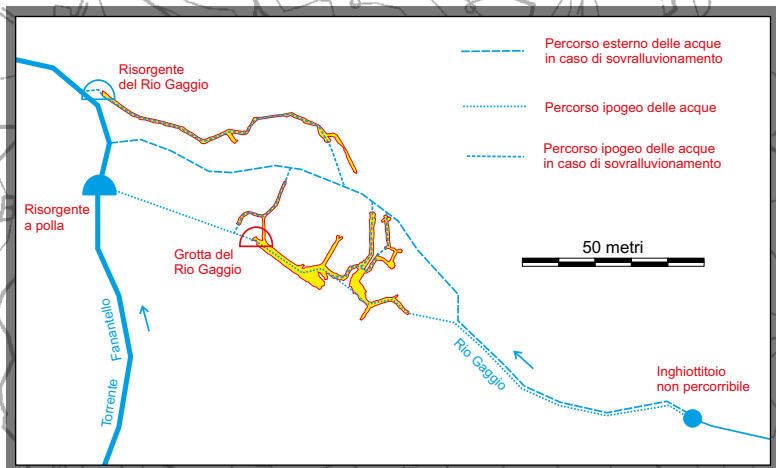 Percorso esterno delle acque
in caso di sovralluvionamento
Risorgente
del Rio Gaggio
Percorso ipogeo delle acque
Percorso ipogeo delle acque
in caso di sovralluvionamento
Risorgente
a polla
Grotta del
Rio Gaggio
50 metri
Torrente Fanantello
Rio Gaggio
Inghiottitoio
non percorribile